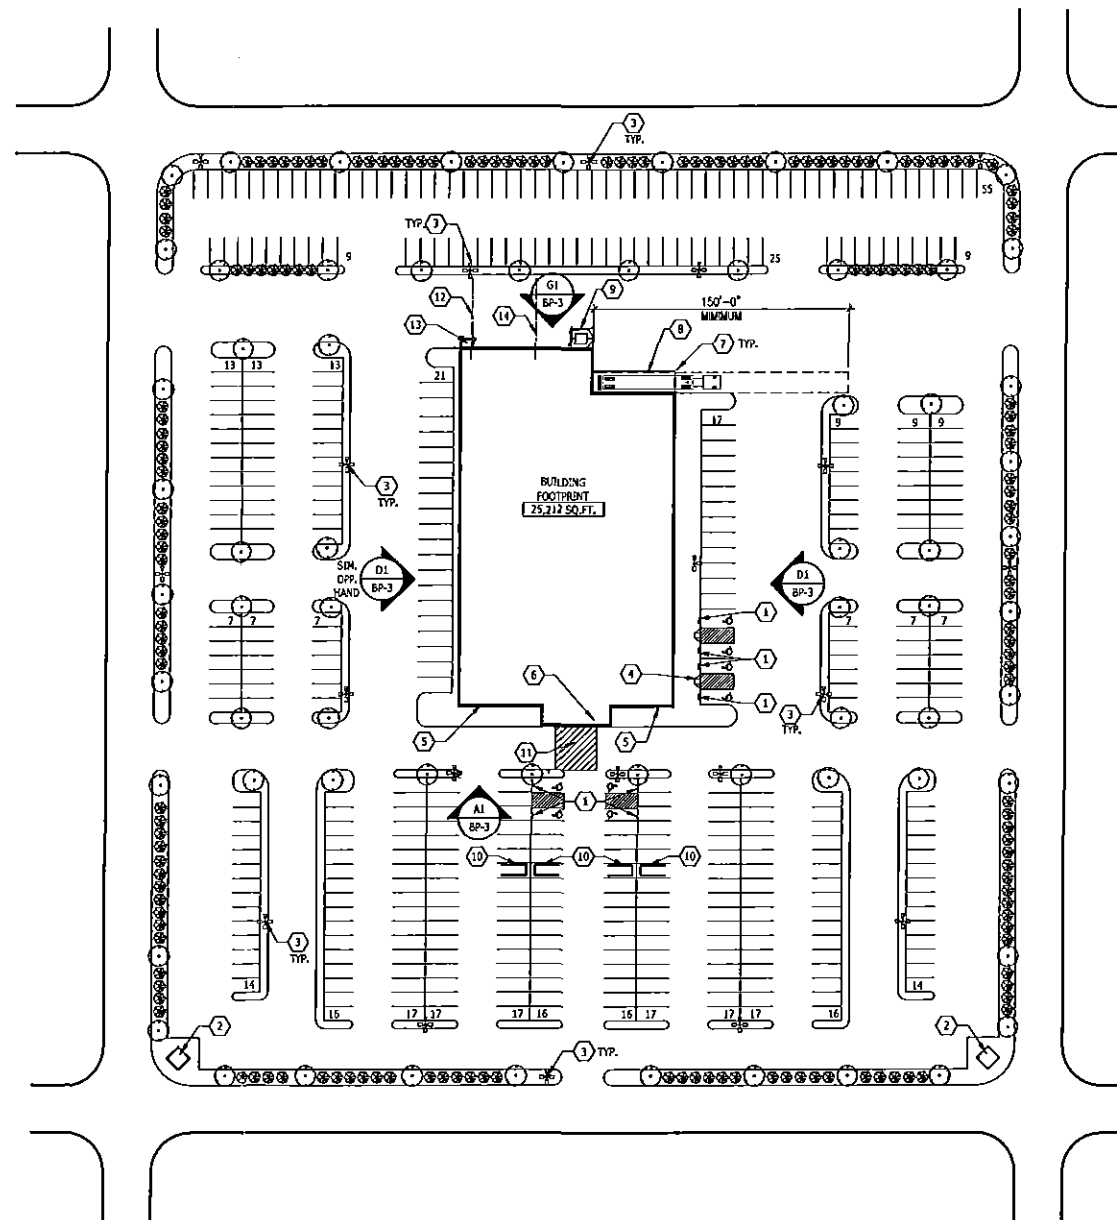 3
TYP.
55
TYP. 3
9
25
9
12
G1
BP-3
9
150'-0"
MINIMUM
13
14
8
7 TYP.
13 13
13
21
17
9
9 9
3
TYP.
BUILDING
FOOTPRINT
25,212 SQ.FT.
SIM.
OPP.
HAND
D1
BP-3
D1
BP-3
1
7 7
7
7
7 7
1
6
4
1
3
TYP.
5
11
5
A1
BP-3
1
10
10
10
10
3
TYP.
14
16
17 17
17 16
16 17
17 17
16
14
2
2
3 TYP.